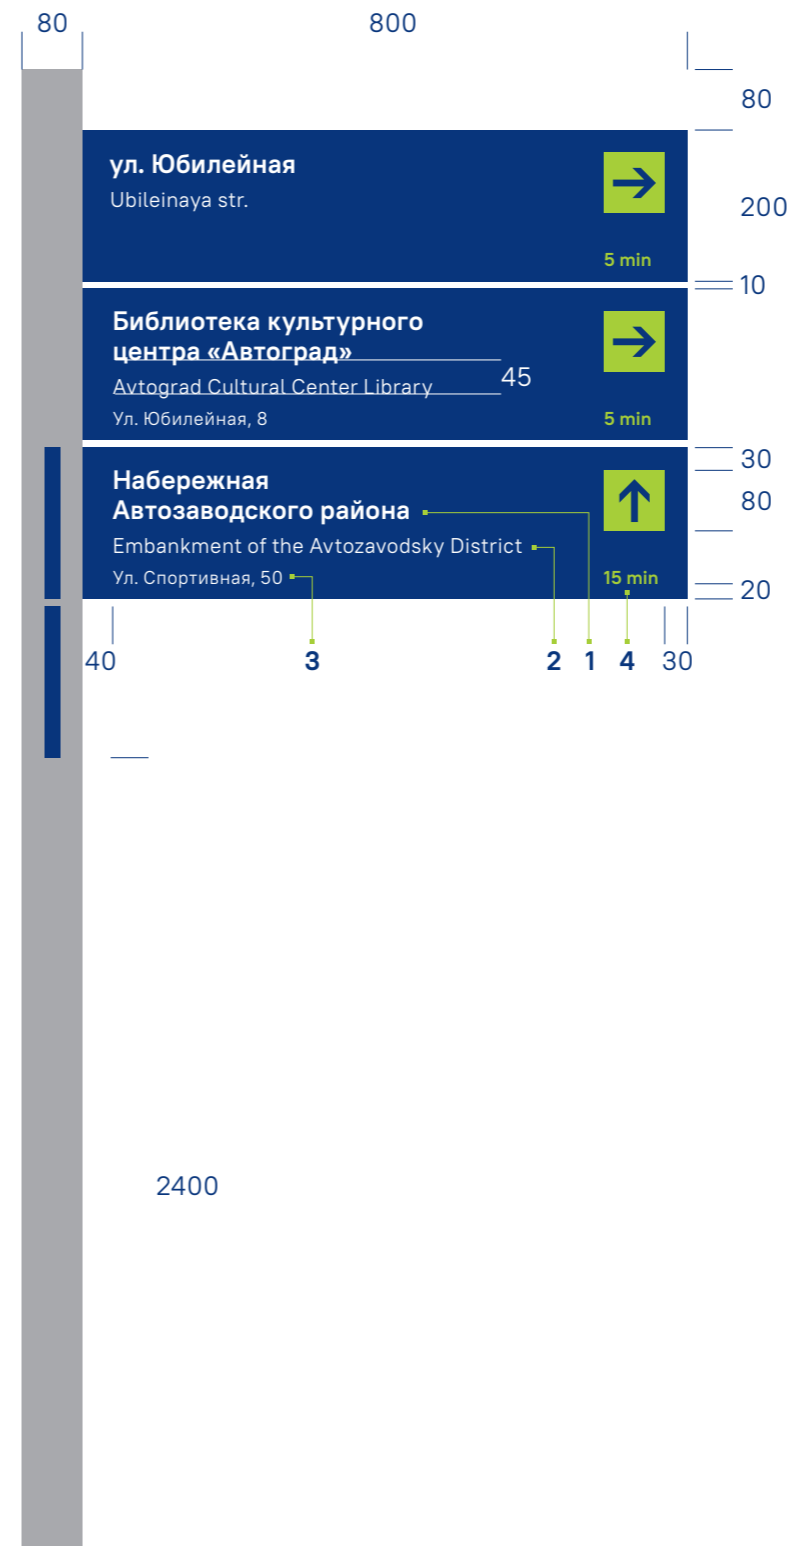 80
800
80
ул. Юбилейная
Ubileinaya str.
200
5 min
10
Библиотека культурного
центра «Автоград»
45
Avtograd Cultural Center Library
Ул. Юбилейная, 8
5 min
30
Набережная
80
Автозаводского района
Embankment of the Avtozavodsky District
Ул. Спортивная, 50
15 min
20
40
3
2
1
4
30
2400